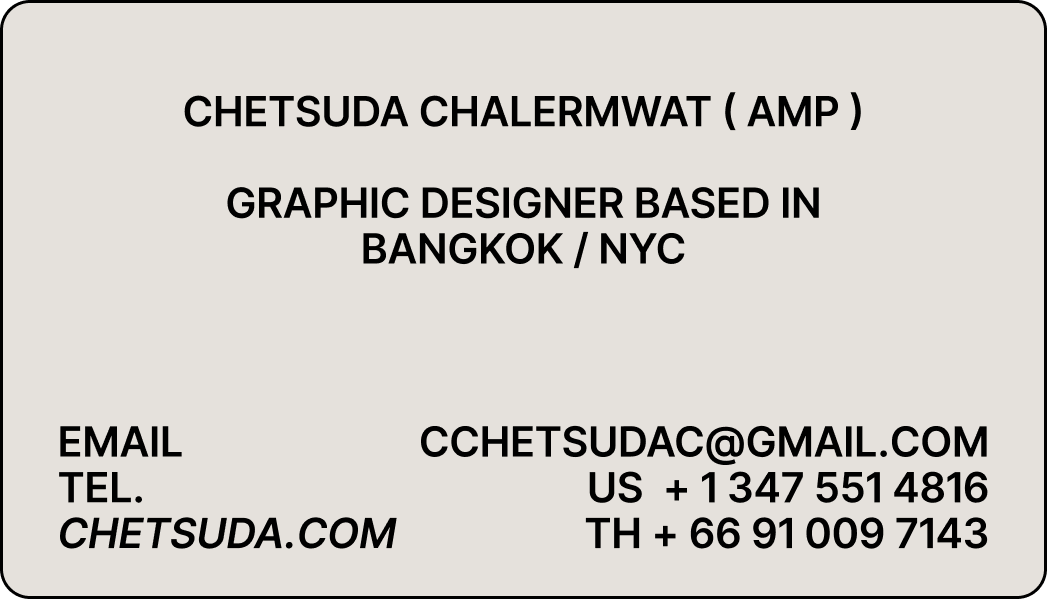 CHETSUDA CHALERMWAT ( AMP )
GRAPHIC DESIGNER BASED IN
BANGKOK / NYC
EMAIL CCHETSUDAC@GMAIL.COM
TEL. US + 1 347 551 4816
CHETSUDA.COM TH + 66 91 009 7143